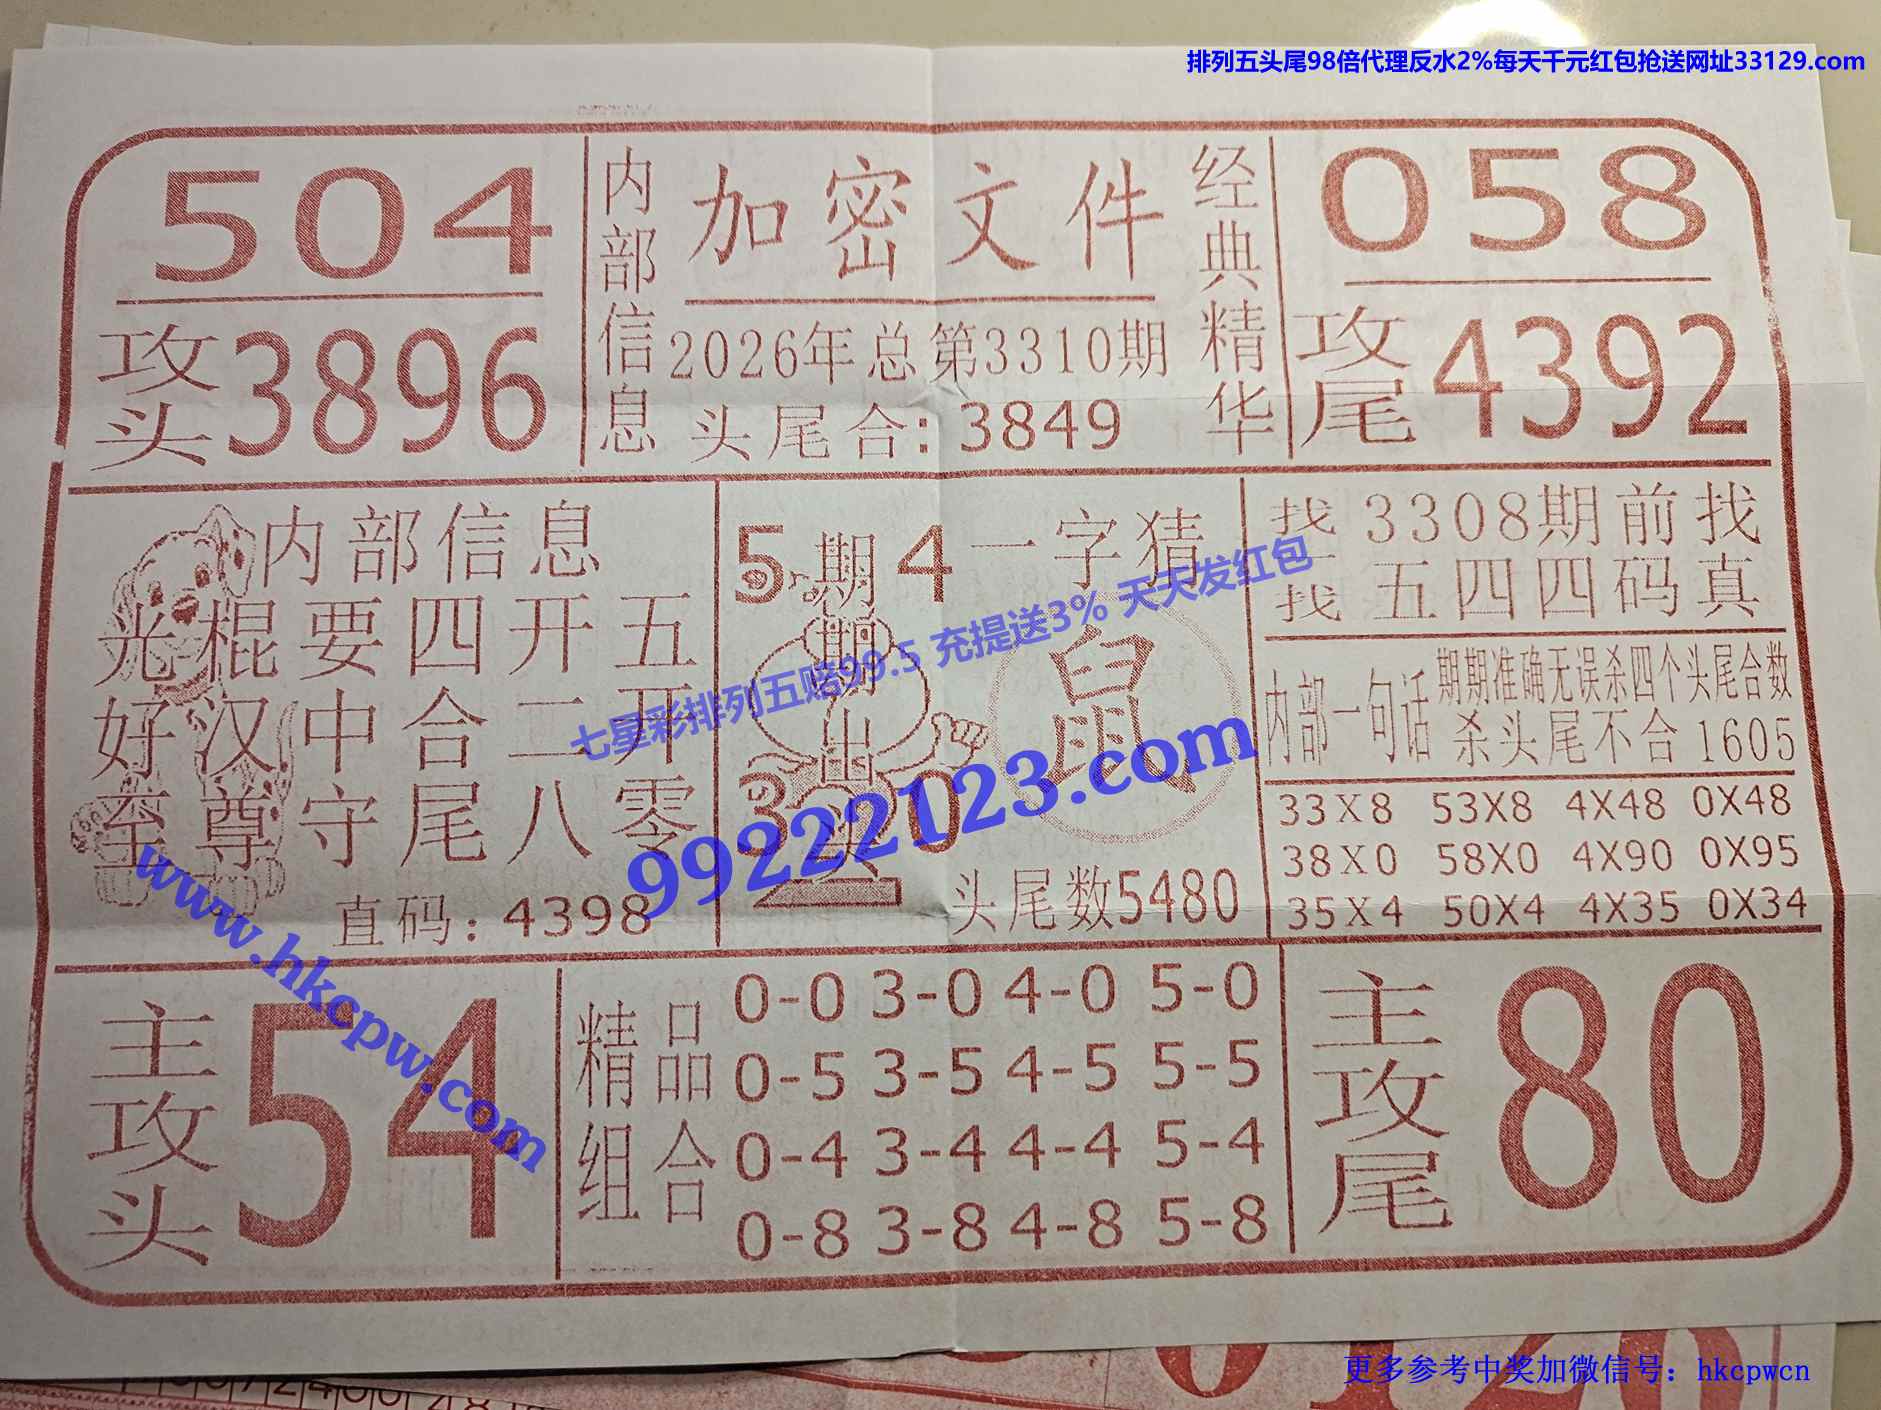 排列五头尾98倍代理反水2%每天千元红包抢送网址33129.com
504
攻头3896
内部信息
加密文件
2026年总第3310期
头尾合:3849
经典精华
058
攻尾4392
内部信息
光棍要四开五
好汉中合二开
至尊守尾八零
直码:4398
5 4
期期出
3 0
一字猜
鼠
头尾数5480
七星彩排列五赔99.5 充提送3% 天天发红包
99222123.com
www.hkcpw.com
找一找
3308期前找
五四四码真
内部一句话
期期准确无误杀四个头尾合数
杀头尾不合1605
33X8 53X8 4X48 0X48
38X0 58X0 4X90 0X95
35X4 50X4 4X35 0X34
主攻头
54
精品组合
0-0 3-0 4-0 5-0
0-5 3-5 4-5 5-5
0-4 3-4 4-4 5-4
0-8 3-8 4-8 5-8
主攻尾
80
更多参考中奖加微信号：hkcpwcn